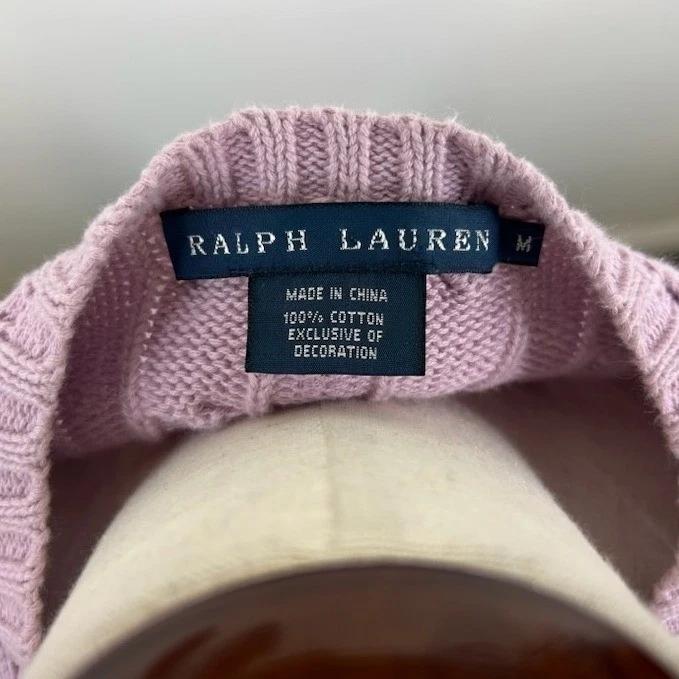 RALPH LAUREN M
MADE IN CHINA
100% COTTON
EXCLUSIVE OF
DECORATION